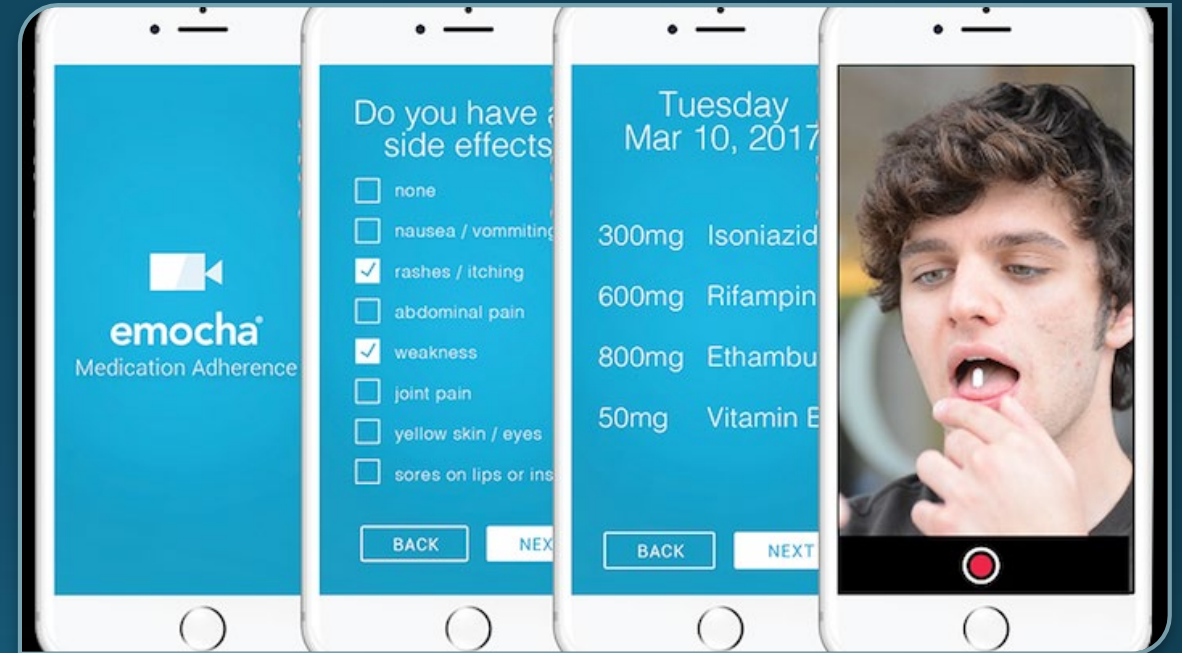 emocha®
Medication Adherence
Do you have
side effects
none
nausea / vommiting
rashes / itching
abdominal pain
weakness
joint pain
yellow skin / eyes
sores on lips or ins
BACK
NEX
Tuesday
Mar 10, 2017
300mg Isoniazid
600mg Rifampin
800mg Ethambu
50mg Vitamin
BACK
NEXT